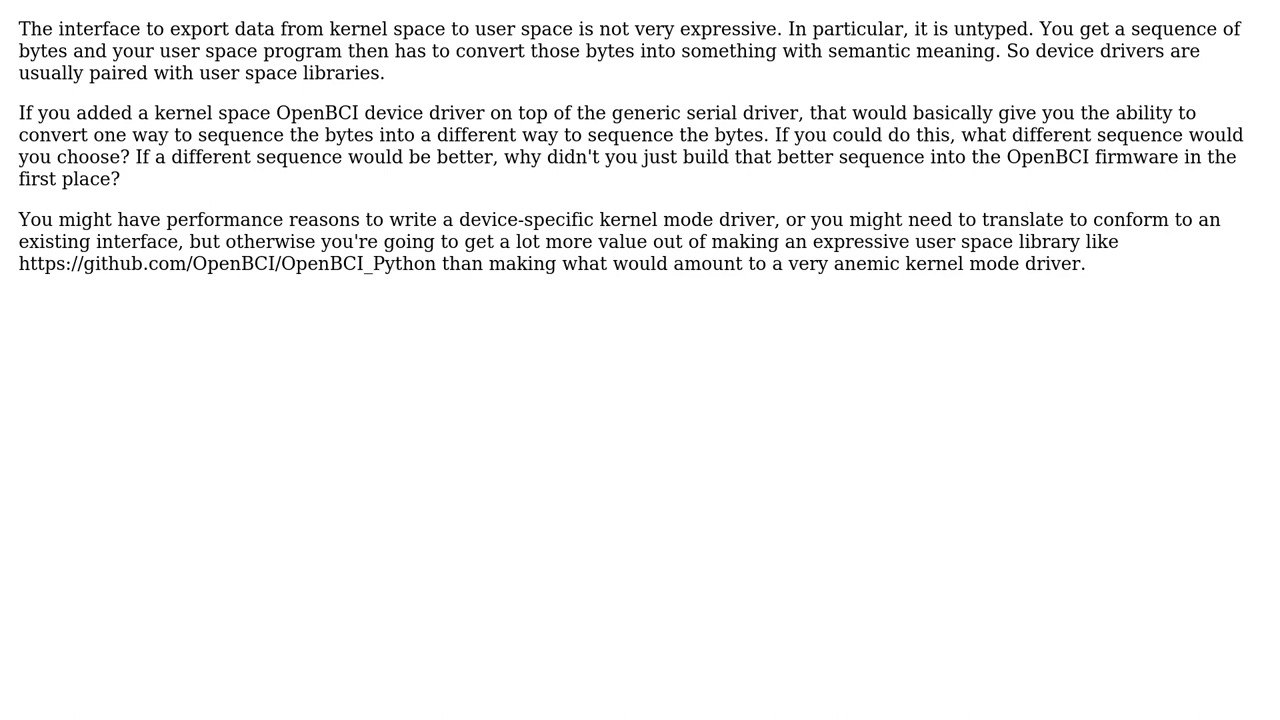 The interface to export data from kernel space to user space is not very expressive. In particular, it is untyped. You get a sequence of
bytes and your user space program then has to convert those bytes into something with semantic meaning. So device drivers are
usually paired with user space libraries.
If you added a kernel space OpenBCI device driver on top of the generic serial driver, that would basically give you the ability to
convert one way to sequence the bytes into a different way to sequence the bytes. If you could do this, what different sequence would
you choose? If a different sequence would be better, why didn't you just build that better sequence into the OpenBCI firmware in the
first place?
You might have performance reasons to write a device-specific kernel mode driver, or you might need to translate to conform to an
existing interface, but otherwise you're going to get a lot more value out of making an expressive user space library like
https://github.com/OpenBCI/OpenBCI_Python than making what would amount to a very anemic kernel mode driver.